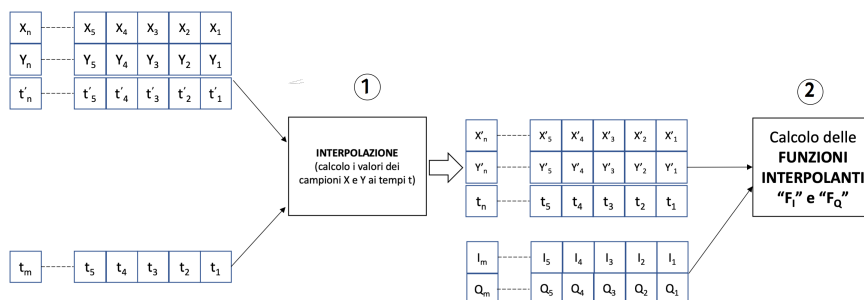 Xn X5 X4 X3 X2 X1
Yn Y5 Y4 Y3 Y2 Y1
t′n t′5 t′4 t′3 t′2 t′1
tm t5 t4 t3 t2 t1
1
INTERPOLAZIONE
(calcolo i valori dei
campioni X e Y ai tempi t)
X'n X'5 X'4 X'3 X'2 X'1
Y'n Y'5 Y'4 Y'3 Y'2 Y'1
tn t5 t4 t3 t2 t1
Im I5 I4 I3 I2 I1
Qm Q5 Q4 Q3 Q2 Q1
2
Calcolo delle
FUNZIONI
INTERPOLANTI
“FI” e “FQ”